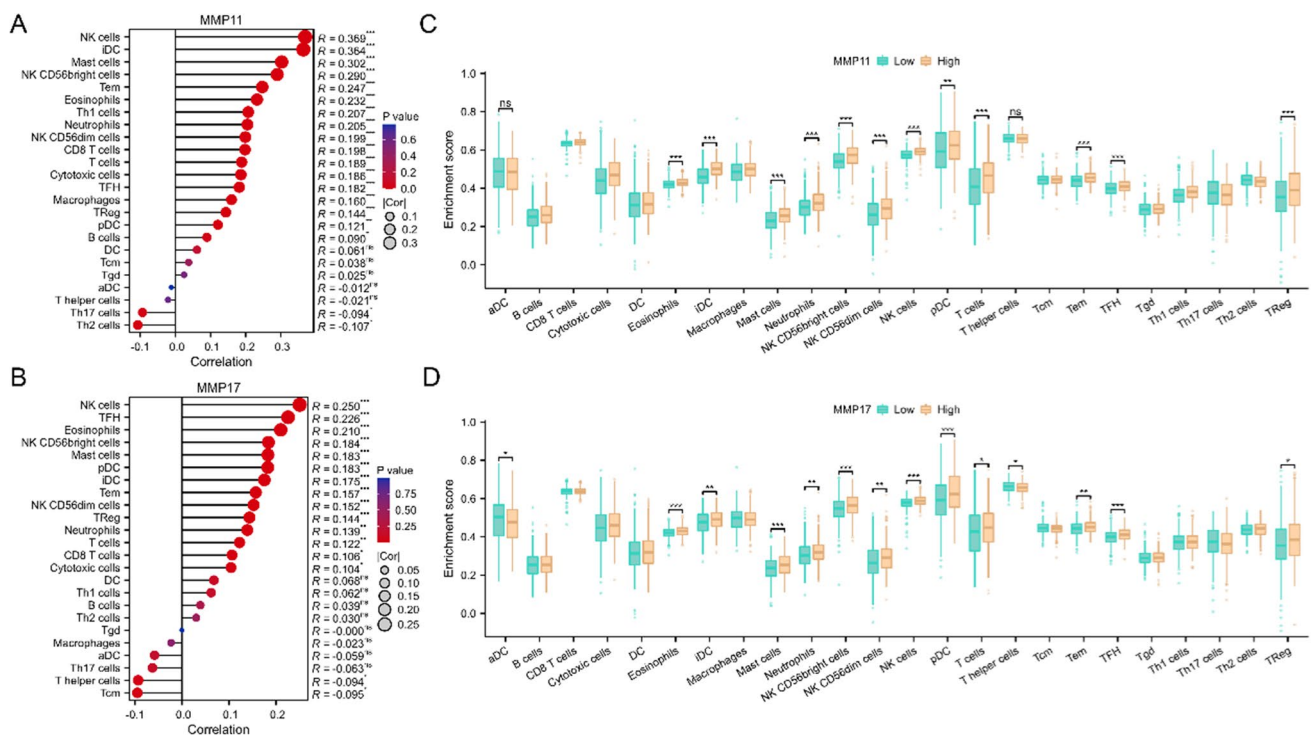 A
MMP11
NK cells R = 0.369***
iDC R = 0.364***
Mast cells R = 0.302***
NK CD56bright cells R = 0.290***
Tem R = 0.247***
Eosinophils R = 0.232***
Th1 cells R = 0.207***
Neutrophils R = 0.205***
NK CD56dim cells R = 0.199***
CD8 T cells R = 0.198***
T cells R = 0.189***
Cytotoxic cells R = 0.186***
TFH R = 0.182***
Macrophages R = 0.160***
TReg R = 0.144
pDC R = 0.121
B cells R = 0.090*
DC R = 0.061ns
Tcm R = 0.038ns
Tgd R = 0.025ns
aDC R = -0.012ns
T helper cells R = -0.021ns
Th17 cells R = -0.094*
Th2 cells R = -0.107
-0.1 0.0 0.1 0.2 0.3
Correlation
P value
0.6
0.4
0.2
0.0
|Cor|
0.1
0.2
0.3
B
MMP17
NK cells R = 0.250***
TFH R = 0.226***
Eosinophils R = 0.210***
NK CD56bright cells R = 0.184***
Mast cells R = 0.183***
pDC R = 0.183***
iDC R = 0.175***
Tem R = 0.157***
NK CD56dim cells R = 0.152***
TReg R = 0.144***
Neutrophils R = 0.139**
T cells R = 0.122**
CD8 T cells R = 0.106*
Cytotoxic cells R = 0.104*
DC R = 0.068ns
Th1 cells R = 0.062ns
B cells R = 0.039ns
Th2 cells R = 0.030ns
Tgd R = -0.000ns
Macrophages R = -0.023ns
aDC R = -0.059ns
Th17 cells R = -0.063ns
T helper cells R = -0.094*
Tcm R = -0.095*
-0.1 0.0 0.1 0.2
Correlation
P value
0.75
0.50
0.25
|Cor|
0.05
0.10
0.15
0.20
0.25
C
MMP11 Low High
Enrichment score
1.0
0.8
0.6
0.4
0.2
0.0
ns *** *** *** *** *** *** *** ** *** ns *** *** ***
aDC B cells CD8 T cells Cytotoxic cells DC Eosinophils iDC Macrophages Mast cells Neutrophils NK CD56bright cells NK CD56dim cells NK cells pDC T cells T helper cells Tcm Tem TFH Tgd Th1 cells Th17 cells Th2 cells TReg
D
MMP17 Low High
Enrichment score
1.0
0.8
0.6
0.4
0.2
0.0
* *** ** *** ** *** ** *** *** * * ** *** *
aDC B cells CD8 T cells Cytotoxic cells DC Eosinophils iDC Macrophages Mast cells Neutrophils NK CD56bright cells NK CD56dim cells NK cells pDC T cells T helper cells Tcm Tem TFH Tgd Th1 cells Th17 cells Th2 cells TReg